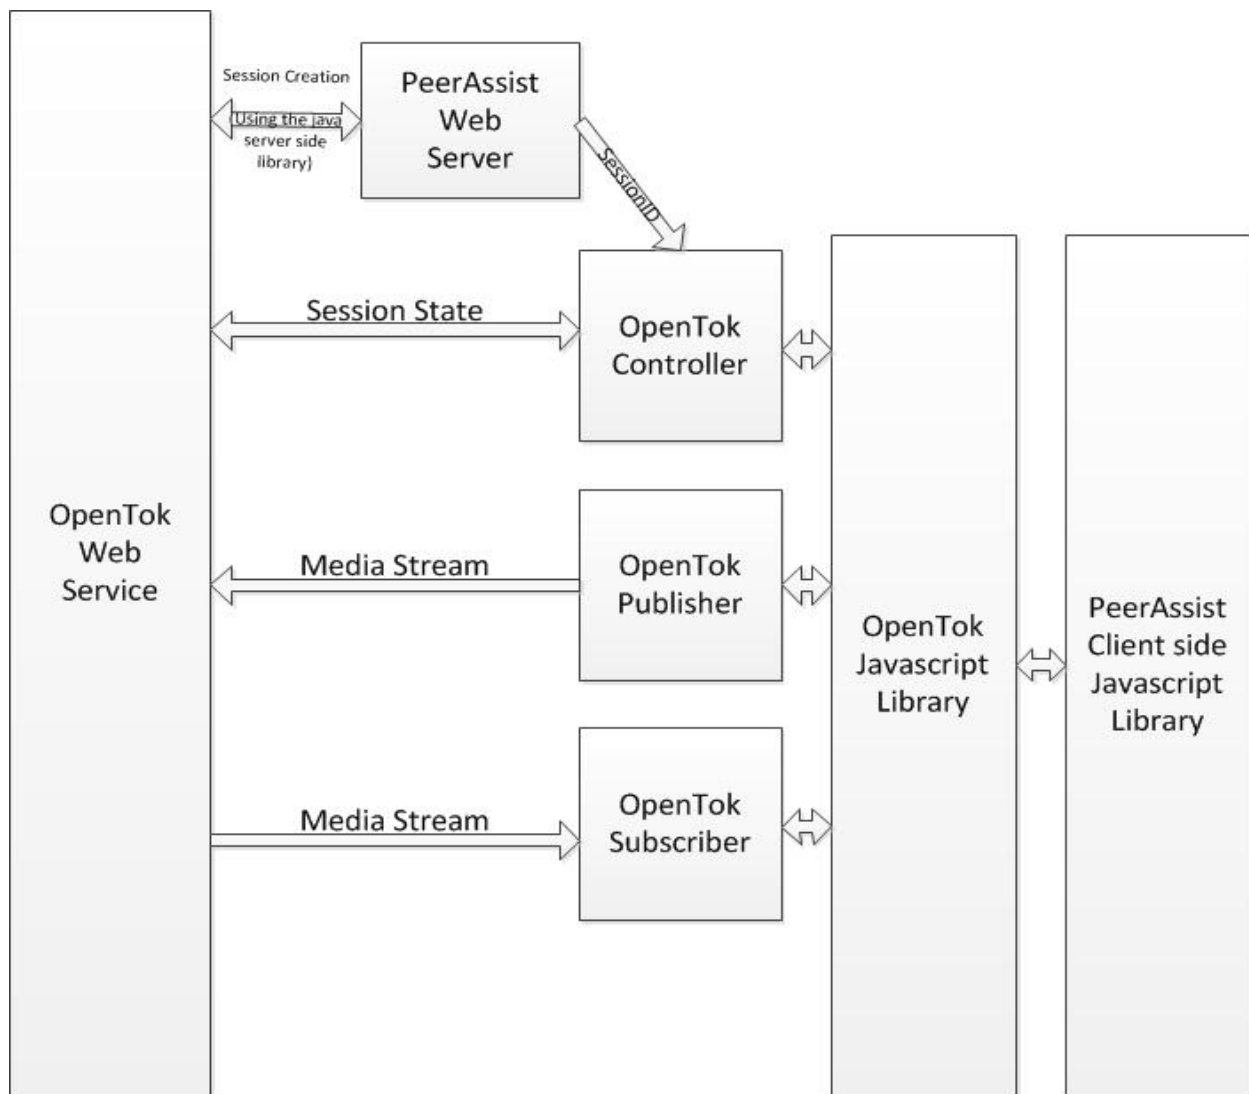 Session Creation
(Using the java
server side
library)
PeerAssist
Web
Server
SessionID
Session State
OpenTok
Controller
OpenTok
Web
Service
Media Stream
OpenTok
Publisher
OpenTok
Javascript
Library
PeerAssist
Client side
Javascript
Library
Media Stream
OpenTok
Subscriber